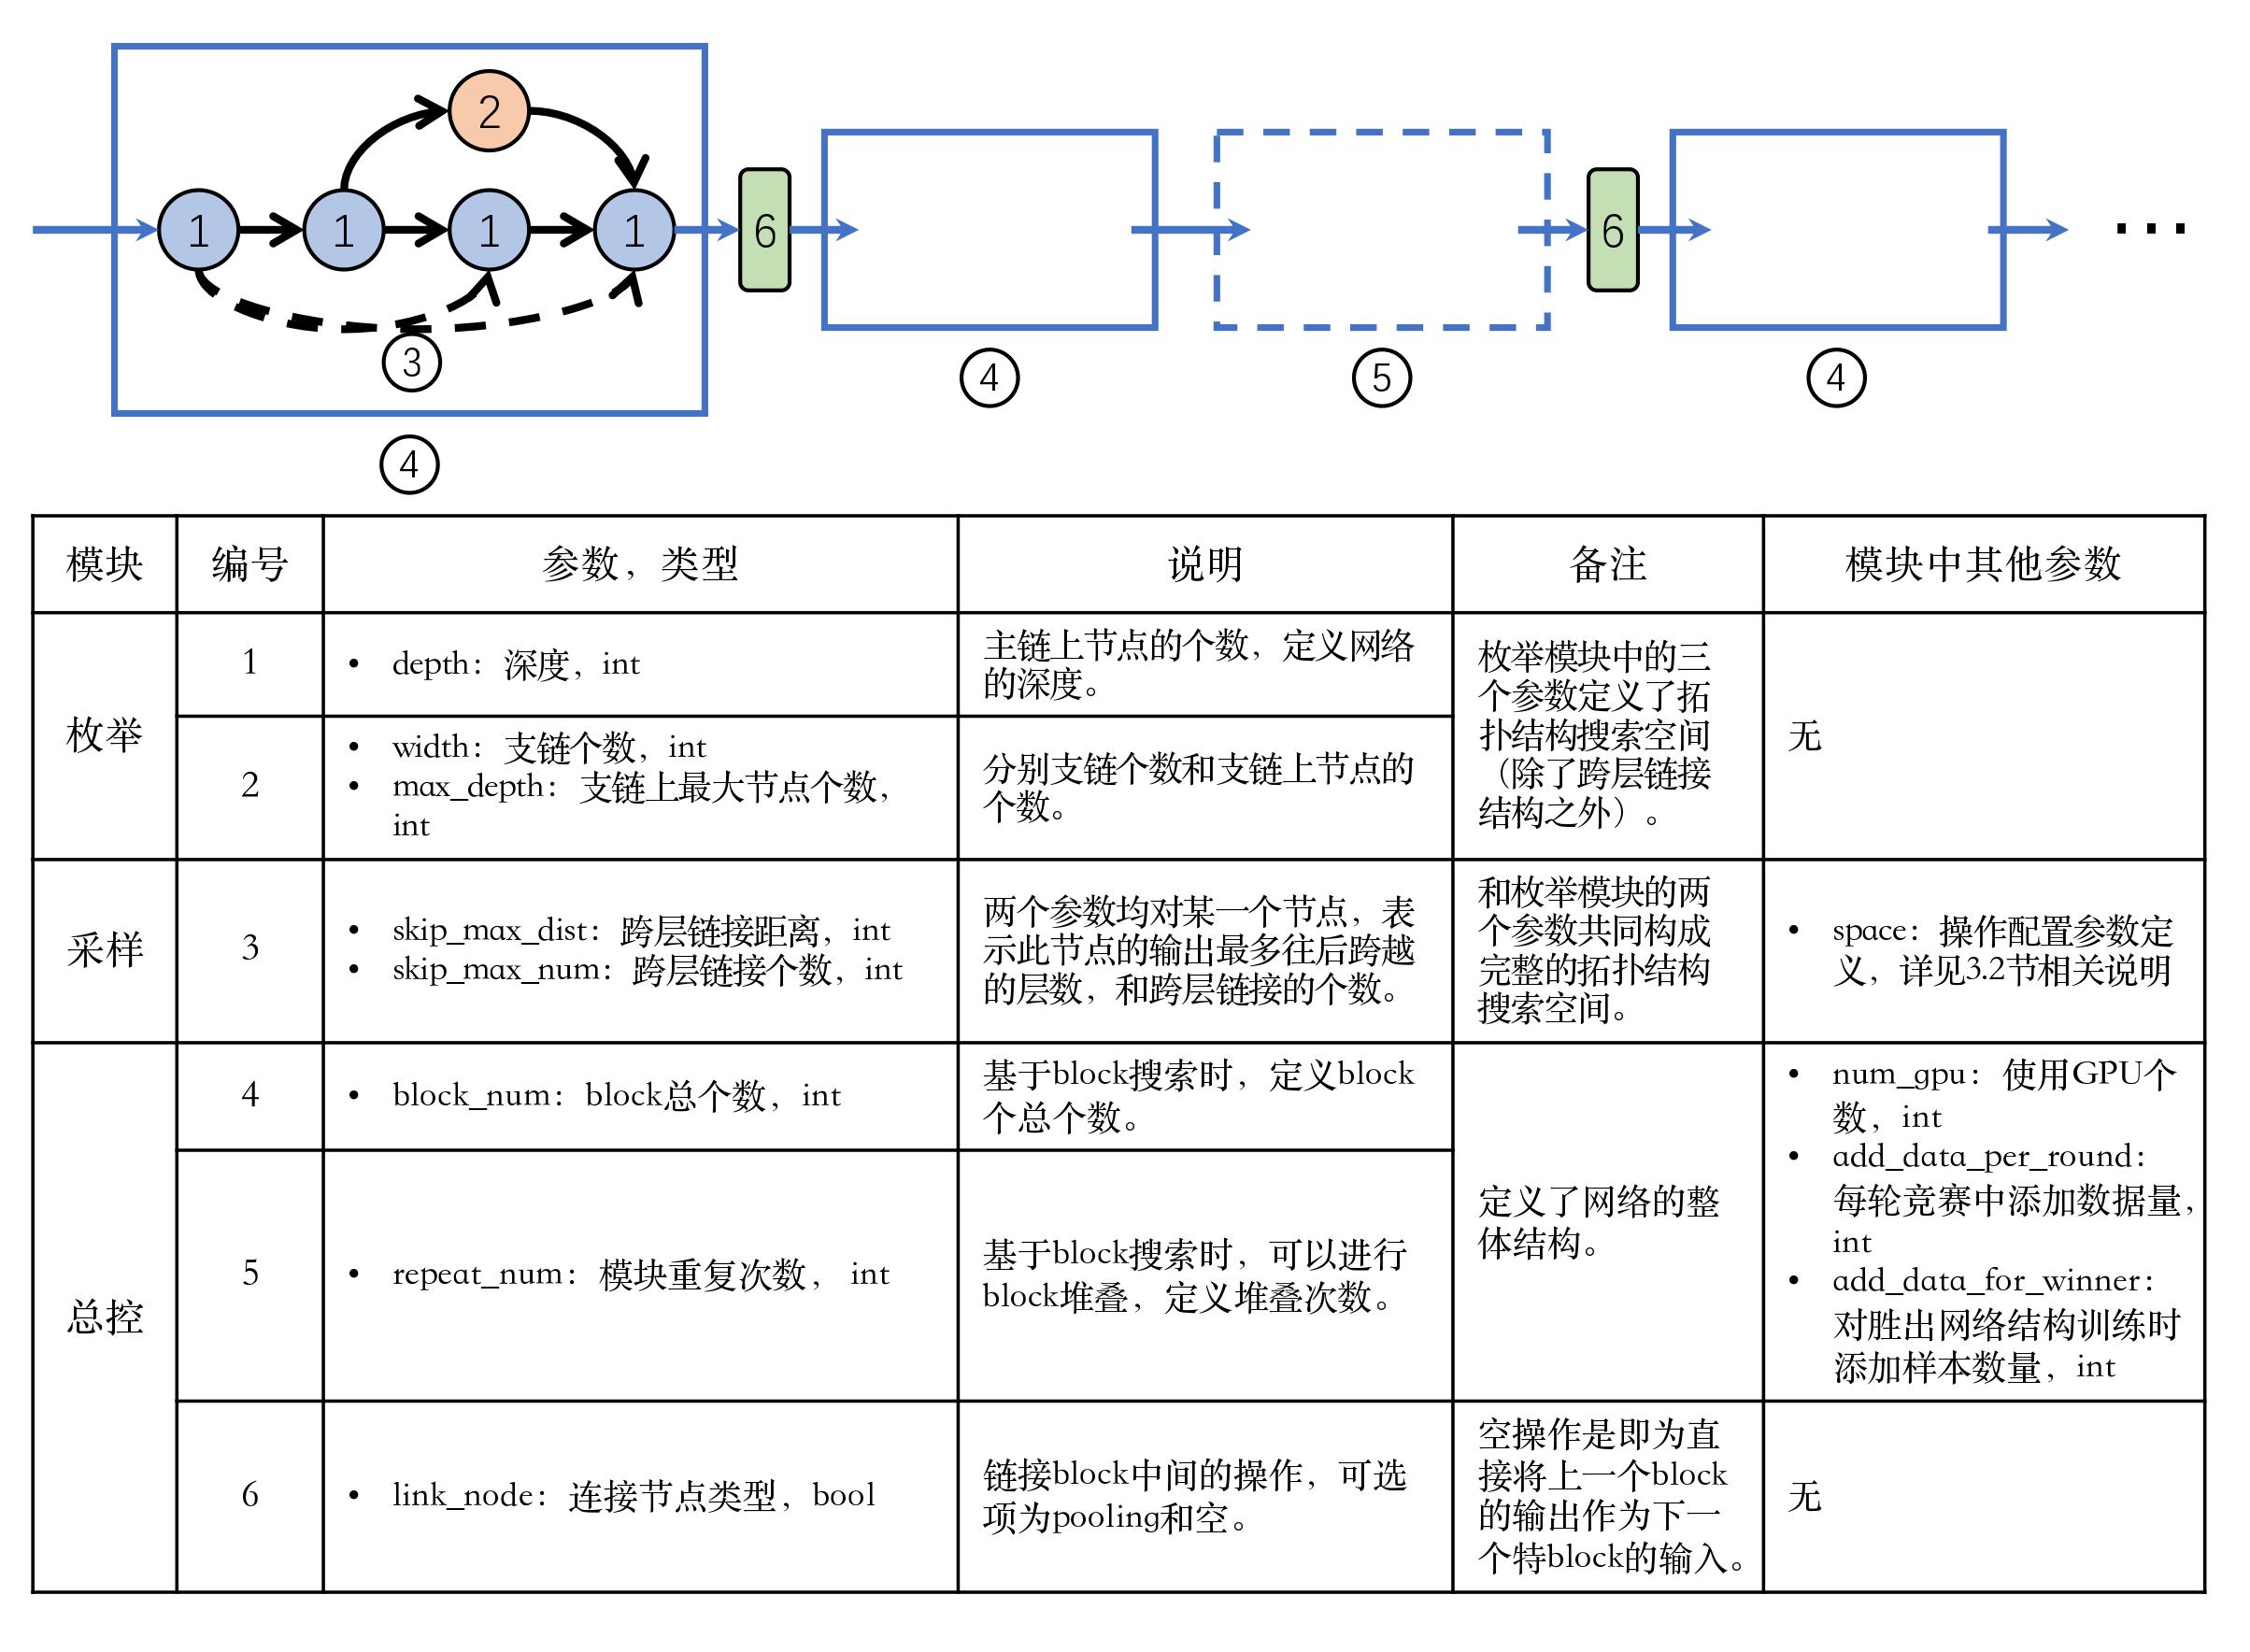 2
1 1 1 1 6 6 ...
3
4 5 4
4
模块 编号 参数，类型 说明 备注 模块中其他参数
枚举
1
• depth：深度，int
主链上节点的个数，定义网络
的深度。
2
• width：支链个数，int
• max_depth：支链上最大节点个数，
int
分别支链个数和支链上节点的
个数。
枚举模块中的三
个参数定义了拓
扑结构搜索空间
（除了跨层链接
结构之外）。
无
采样
3
• skip_max_dist：跨层链接距离，int
• skip_max_num：跨层链接个数，int
两个参数均对某一个节点，表
示此节点的输出最多往后跨越
的层数，和跨层链接的个数。
和枚举模块的两
个参数共同构成
完整的拓扑结构
搜索空间。
• space：操作配置参数定
义，详见3.2节相关说明
总控
4
• block_num：block总个数，int
基于block搜索时，定义block
个总个数。
5
• repeat_num：模块重复次数，int
基于block搜索时，可以进行
block堆叠，定义堆叠次数。
定义了网络的整
体结构。
• num_gpu：使用GPU个
数，int
• add_data_per_round：
每轮竞赛中添加数据量，
int
• add_data_for_winner：
对胜出网络结构训练时
添加样本数量，int
6
• link_node：连接节点类型，bool
链接block中间的操作，可选
项为pooling和空。
空操作是即为直
接将上一个block
的输出作为下一
个特block的输入。
无